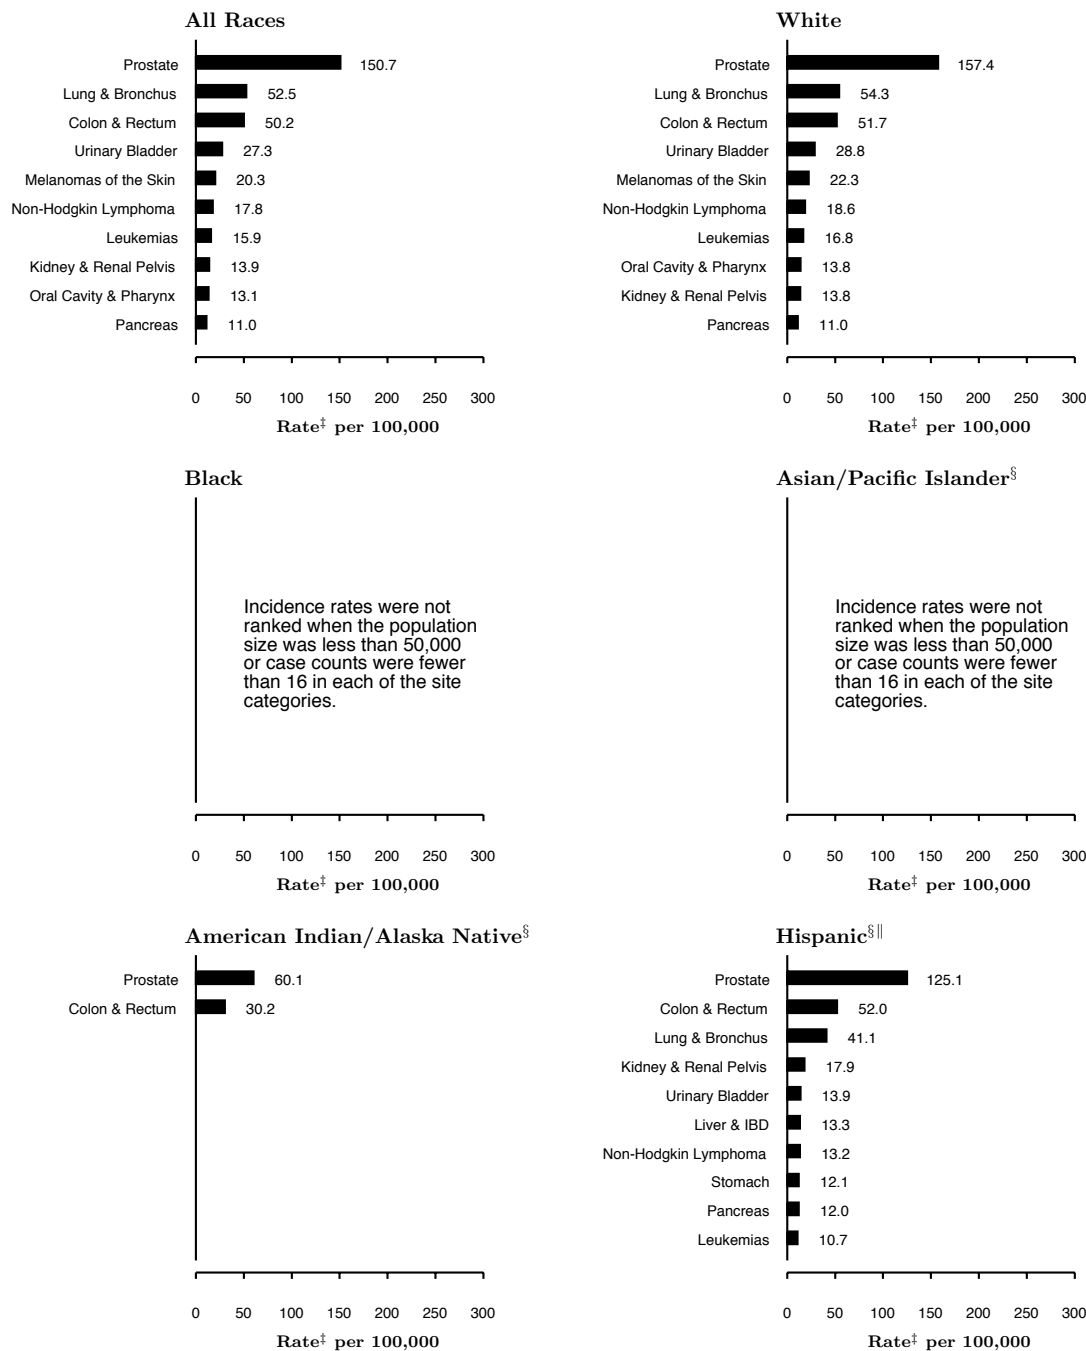 All Races
Prostate 150.7
Lung & Bronchus 52.5
Colon & Rectum 50.2
Urinary Bladder 27.3
Melanomas of the Skin 20.3
Non-Hodgkin Lymphoma 17.8
Leukemias 15.9
Kidney & Renal Pelvis 13.9
Oral Cavity & Pharynx 13.1
Pancreas 11.0
0 50 100 150 200 250 300
Rate‡ per 100,000
White
Prostate 157.4
Lung & Bronchus 54.3
Colon & Rectum 51.7
Urinary Bladder 28.8
Melanomas of the Skin 22.3
Non-Hodgkin Lymphoma 18.6
Leukemias 16.8
Oral Cavity & Pharynx 13.8
Kidney & Renal Pelvis 13.8
Pancreas 11.0
0 50 100 150 200 250 300
Rate‡ per 100,000
Black
Incidence rates were not
ranked when the population
size was less than 50,000
or case counts were fewer
than 16 in each of the site
categories.
0 50 100 150 200 250 300
Rate‡ per 100,000
Asian/Pacific Islander§
Incidence rates were not
ranked when the population
size was less than 50,000
or case counts were fewer
than 16 in each of the site
categories.
0 50 100 150 200 250 300
Rate‡ per 100,000
American Indian/Alaska Native§
Prostate 60.1
Colon & Rectum 30.2
0 50 100 150 200 250 300
Rate‡ per 100,000
Hispanic§‖
Prostate 125.1
Colon & Rectum 52.0
Lung & Bronchus 41.1
Kidney & Renal Pelvis 17.9
Urinary Bladder 13.9
Liver & IBD 13.3
Non-Hodgkin Lymphoma 13.2
Stomach 12.1
Pancreas 12.0
Leukemias 10.7
0 50 100 150 200 250 300
Rate‡ per 100,000